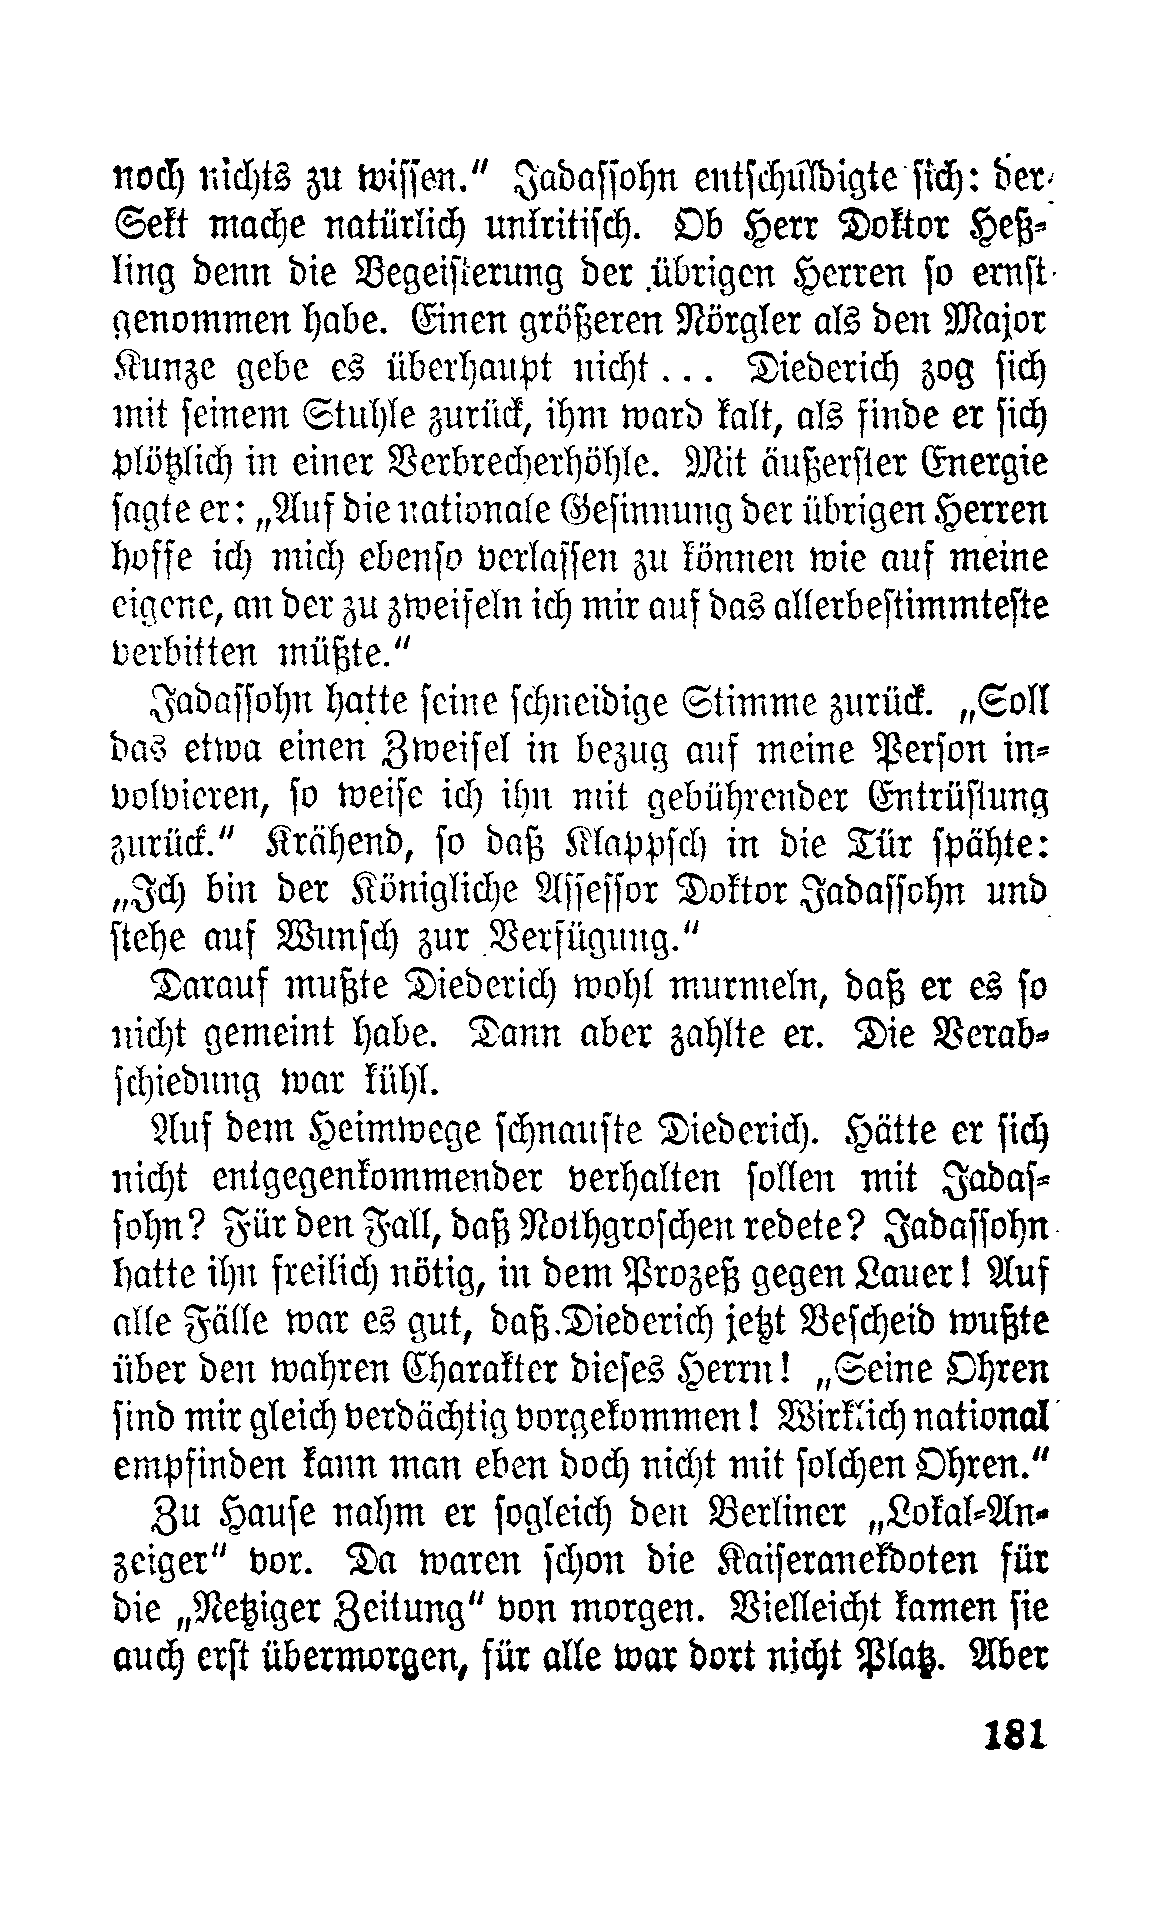 noch nichts zu wissen.“ Jadassohn entschuldigte sich: der
Sekt mache natürlich unkritisch. Ob Herr Doktor Heß-
ling denn die Begeisterung der übrigen Herren so ernst
genommen habe. Einen größeren Nörgler als den Major
Kunze gebe es überhaupt nicht ... Diederich zog sich
mit seinem Stuhle zurück, ihm ward kalt, als finde er sich
plötzlich in einer Verbrecherhöhle. Mit äußerster Energie
sagte er: „Auf die nationale Gesinnung der übrigen Herren
hoffe ich mich ebenso verlassen zu können wie auf meine
eigene, an der zu zweifeln ich mir auf das allerbestimmteste
verbitten müßte.“
Jadassohn hatte seine schneidige Stimme zurück. „Soll
das etwa einen Zweifel in bezug auf meine Person in-
volvieren, so weise ich ihn mit gebührender Entrüstung
zurück.“ Krähend, so daß Klappsch in die Tür spähte:
„Ich bin der Königliche Assessor Doktor Jadassohn und
stehe auf Wunsch zur Verfügung.“
Darauf mußte Diederich wohl murmeln, daß er es so
nicht gemeint habe. Dann aber zahlte er. Die Verab-
schiedung war kühl.
Auf dem Heimwege schnaufte Diederich. Hätte er sich
nicht entgegenkommender verhalten sollen mit Jadas-
sohn? Für den Fall, daß Nothgroschen redete? Jadassohn
hatte ihn freilich nötig, in dem Prozeß gegen Lauer! Auf
alle Fälle war es gut, daß Diederich jetzt Bescheid wußte
über den wahren Charakter dieses Herrn! „Seine Ohren
sind mir gleich verdächtig vorgekommen! Wirklich national
empfinden kann man eben doch nicht mit solchen Ohren.“
Zu Hause nahm er sogleich den Berliner „Lokal-An-
zeiger“ vor. Da waren schon die Kaiseranekdoten für
die „Netziger Zeitung“ von morgen. Vielleicht kamen sie
auch erst übermorgen, für alle war dort nicht Platz. Aber
181